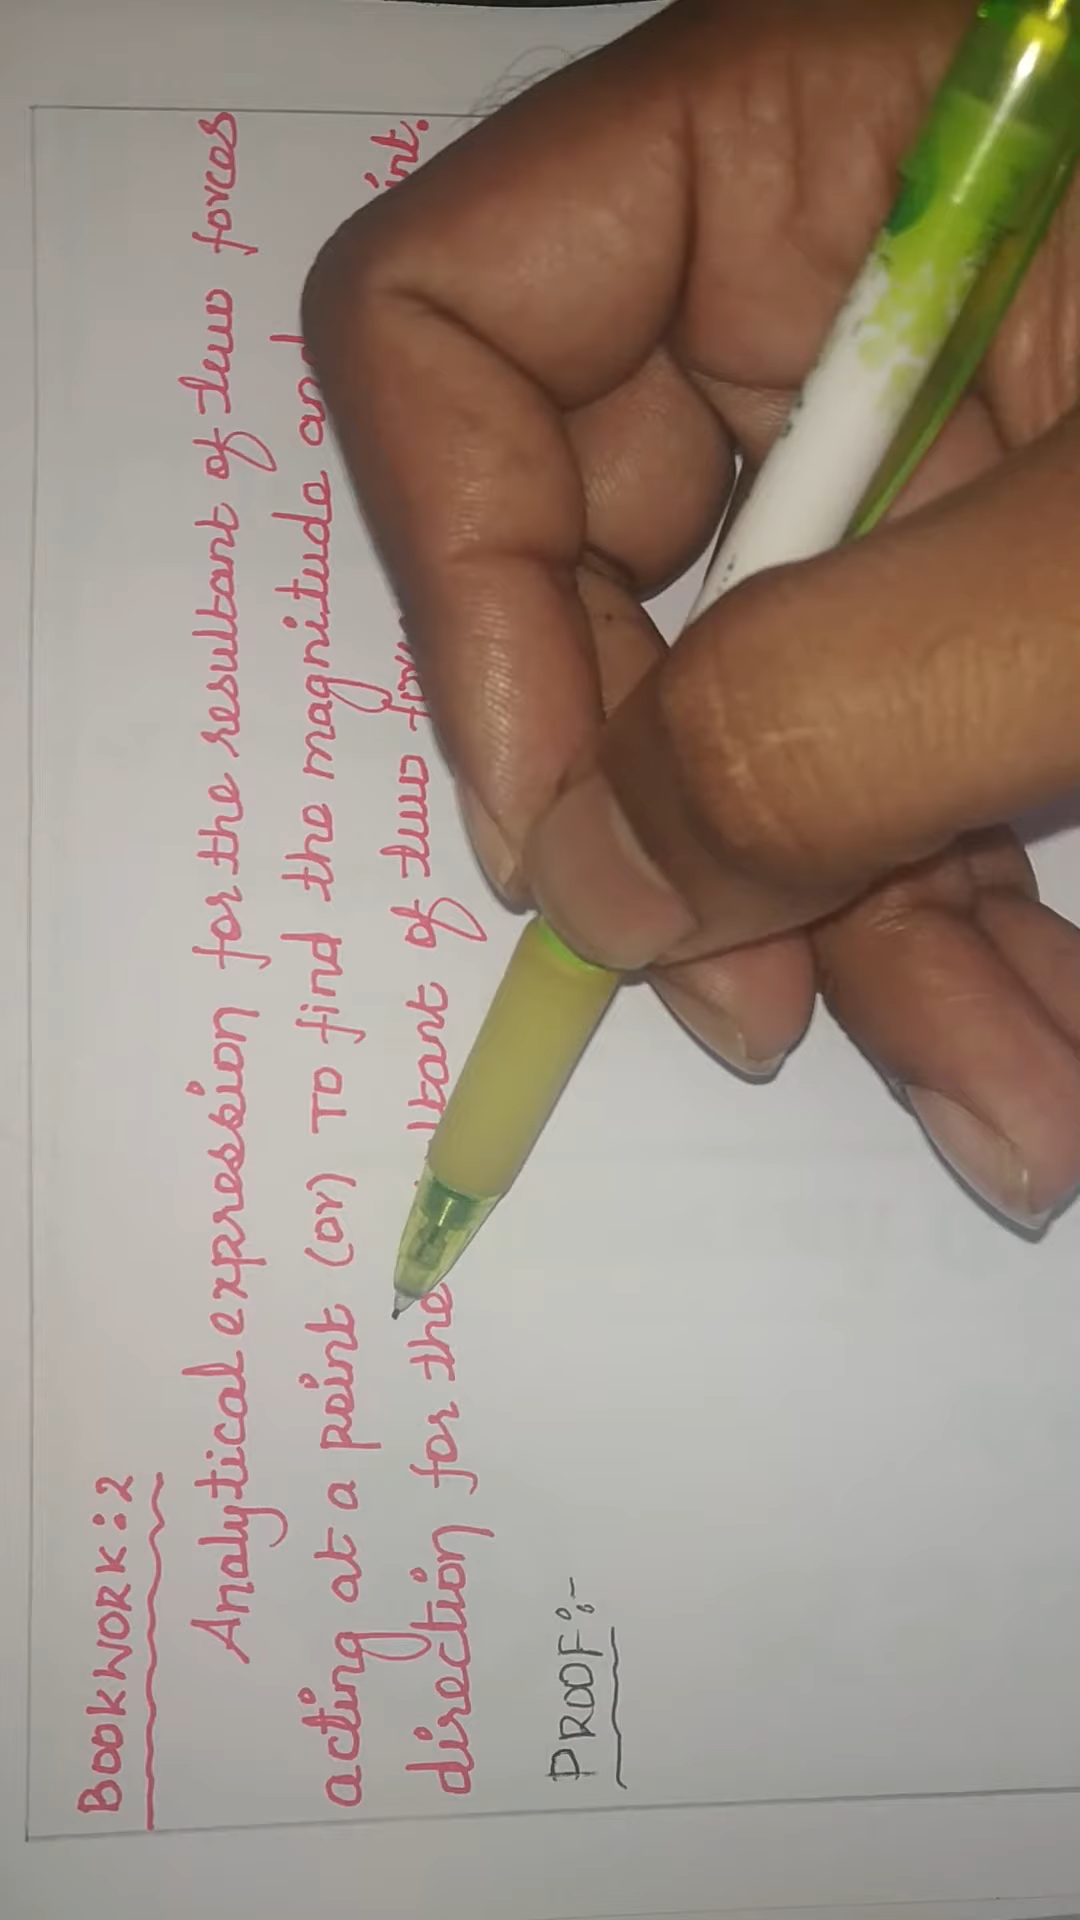 BOOKWORK:2
Analytical expression for the resultant of two forces
acting at a point (or) To find the magnitude and
direction for the of two
PROOF:-